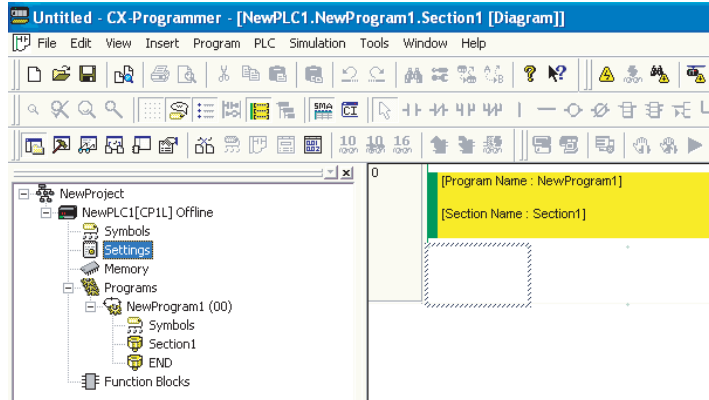 Untitled - CX-Programmer - [NewPLC1.NewProgram1.Section1 [Diagram]]
File Edit View Insert Program PLC Simulation Tools Window Help
SMA CI
10 16
0
[Program Name : NewProgram1]
[Section Name : Section1]
NewProject
NewPLC1[CP1L] Offline
Symbols
Settings
Memory
Programs
NewProgram1 (00)
Symbols
Section1
END
Function Blocks